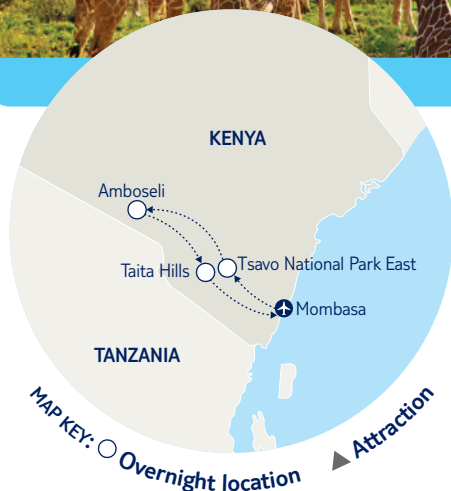 KENYA
Amboseli
Taita Hills
Tsavo National Park East
Mombasa
TANZANIA
MAP KEY: Overnight location Attraction